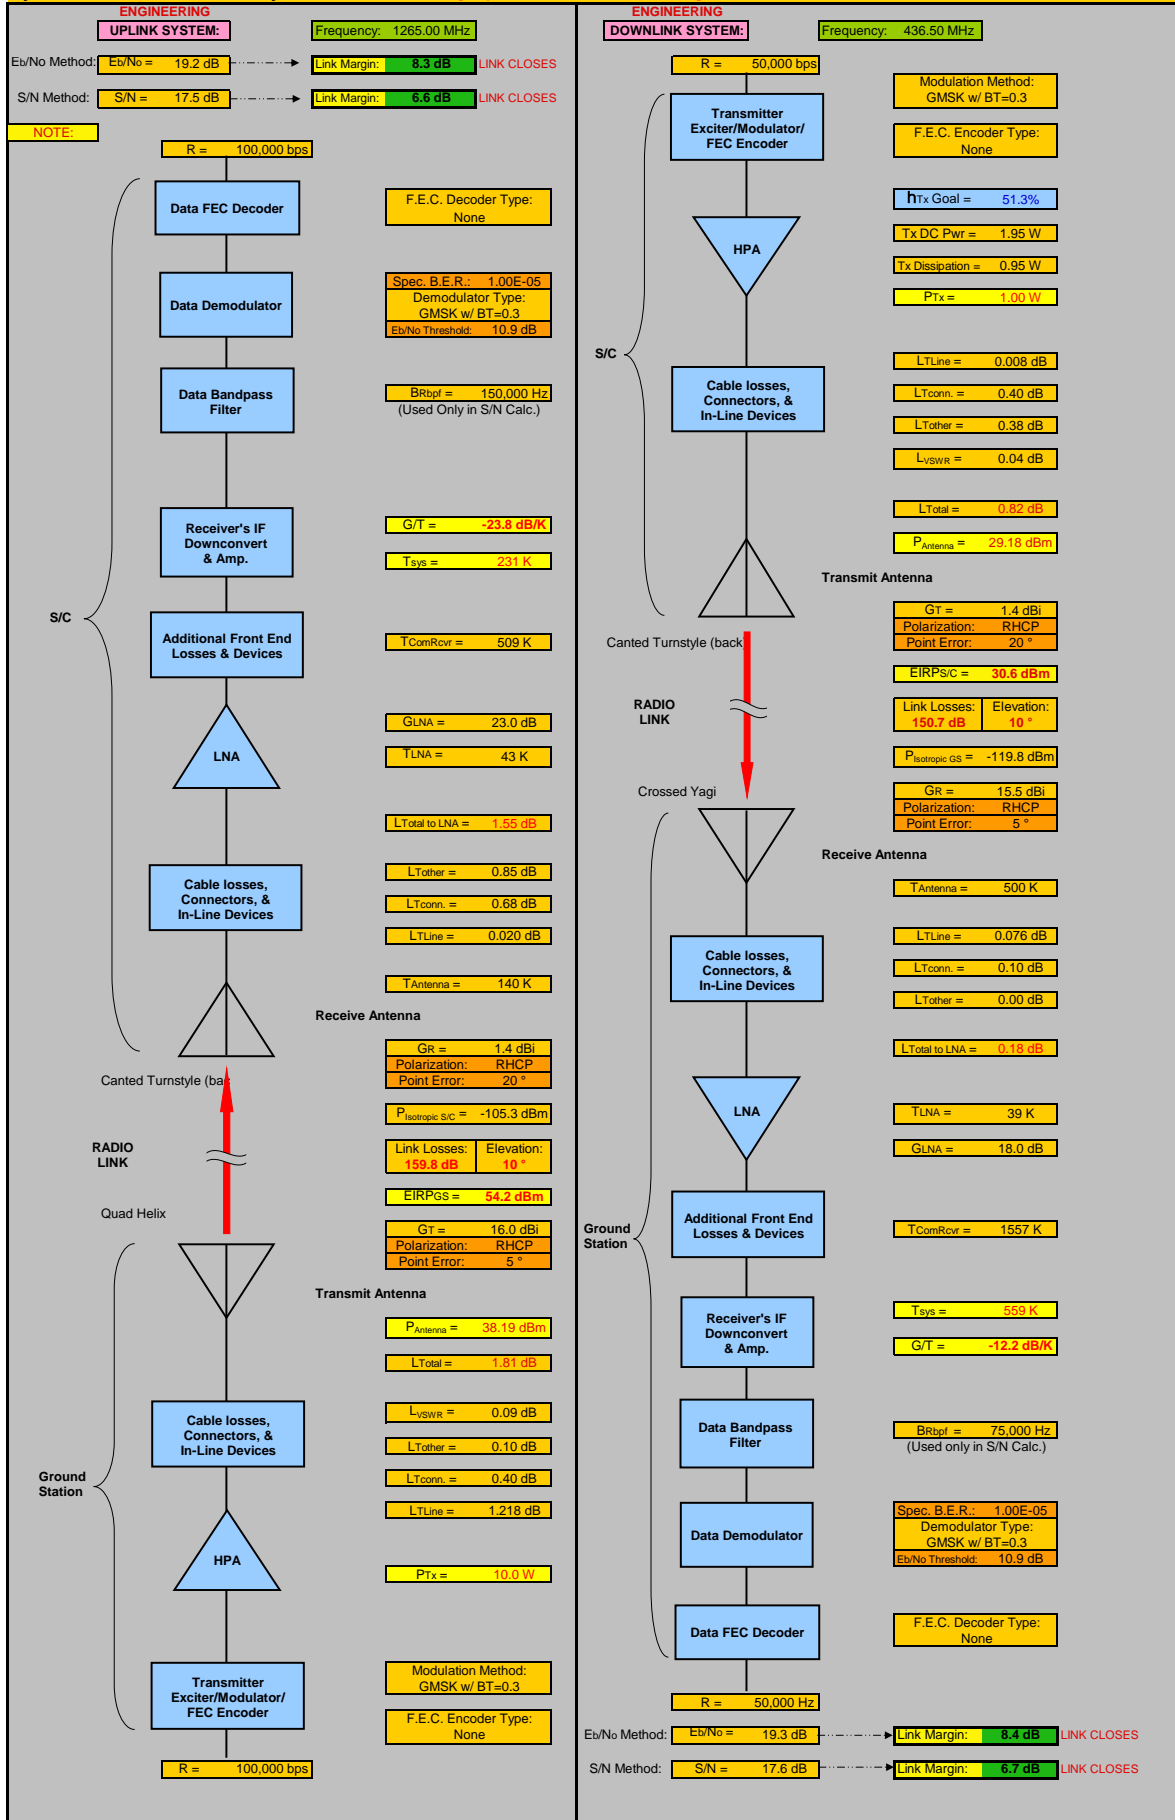 ENGINEERING
UPLINK SYSTEM:
Frequency: 1265.00 MHz
Eb/No Method:
Eb/No = 19.2 dB
Link Margin: 8.3 dB
LINK CLOSES
S/N Method:
S/N = 17.5 dB
Link Margin: 6.6 dB
LINK CLOSES
NOTE:
R = 100,000 bps
Data FEC Decoder
F.E.C. Decoder Type:
None
Data Demodulator
Spec. B.E.R.: 1.00E-05
Demodulator Type:
GMSK w/ BT=0.3
Eb/No Threshold: 10.9 dB
Data Bandpass
Filter
BRbpf = 150,000 Hz
(Used Only in S/N Calc.)
Receiver's IF
Downconvert
& Amp.
G/T = -23.8 dB/K
Tsys = 231 K
S/C
Additional Front End
Losses & Devices
TComRcvr = 509 K
LNA
GLNA = 23.0 dB
TLNA = 43 K
LTotal to LNA = 1.55 dB
Cable losses,
Connectors, &
In-Line Devices
LTother = 0.85 dB
LTconn. = 0.68 dB
LTLine = 0.020 dB
TAntenna = 140 K
Receive Antenna
GR = 1.4 dBi
Polarization: RHCP
Point Error: 20 °
Canted Turnstyle (bac
PIsotropic S/C = -105.3 dBm
RADIO
LINK
Link Losses: 159.8 dB
Elevation: 10 °
EIRPGS = 54.2 dBm
Quad Helix
GT = 16.0 dBi
Polarization: RHCP
Point Error: 5 °
Transmit Antenna
PAntenna = 38.19 dBm
LTotal = 1.81 dB
Cable losses,
Connectors, &
In-Line Devices
LVSWR = 0.09 dB
LTother = 0.10 dB
LTconn. = 0.40 dB
LTLine = 1.218 dB
Ground
Station
HPA
PTx = 10.0 W
Transmitter
Exciter/Modulator/
FEC Encoder
Modulation Method:
GMSK w/ BT=0.3
F.E.C. Encoder Type:
None
R = 100,000 bps
ENGINEERING
DOWNLINK SYSTEM:
Frequency: 436.50 MHz
R = 50,000 bps
Transmitter
Exciter/Modulator/
FEC Encoder
Modulation Method:
GMSK w/ BT=0.3
F.E.C. Encoder Type:
None
HPA
hTx Goal = 51.3%
Tx DC Pwr = 1.95 W
Tx Dissipation = 0.95 W
PTx = 1.00 W
S/C
Cable losses,
Connectors, &
In-Line Devices
LTLine = 0.008 dB
LTconn. = 0.40 dB
LTother = 0.38 dB
LVSWR = 0.04 dB
LTotal = 0.82 dB
PAntenna = 29.18 dBm
Transmit Antenna
GT = 1.4 dBi
Polarization: RHCP
Point Error: 20 °
Canted Turnstyle (back
EIRPS/C = 30.6 dBm
RADIO
LINK
Link Losses: 150.7 dB
Elevation: 10 °
PIsotropic GS = -119.8 dBm
Crossed Yagi
GR = 15.5 dBi
Polarization: RHCP
Point Error: 5 °
Receive Antenna
TAntenna = 500 K
Cable losses,
Connectors, &
In-Line Devices
LTLine = 0.076 dB
LTconn. = 0.10 dB
LTother = 0.00 dB
LTotal to LNA = 0.18 dB
LNA
TLNA = 39 K
GLNA = 18.0 dB
Ground
Station
Additional Front End
Losses & Devices
TComRcvr = 1557 K
Receiver's IF
Downconvert
& Amp.
Tsys = 559 K
G/T = -12.2 dB/K
Data Bandpass
Filter
BRbpf = 75,000 Hz
(Used only in S/N Calc.)
Data Demodulator
Spec. B.E.R.: 1.00E-05
Demodulator Type:
GMSK w/ BT=0.3
Eb/No Threshold: 10.9 dB
Data FEC Decoder
F.E.C. Decoder Type:
None
R = 50,000 Hz
Eb/No Method:
Eb/No = 19.3 dB
Link Margin: 8.4 dB
LINK CLOSES
S/N Method:
S/N = 17.6 dB
Link Margin: 6.7 dB
LINK CLOSES